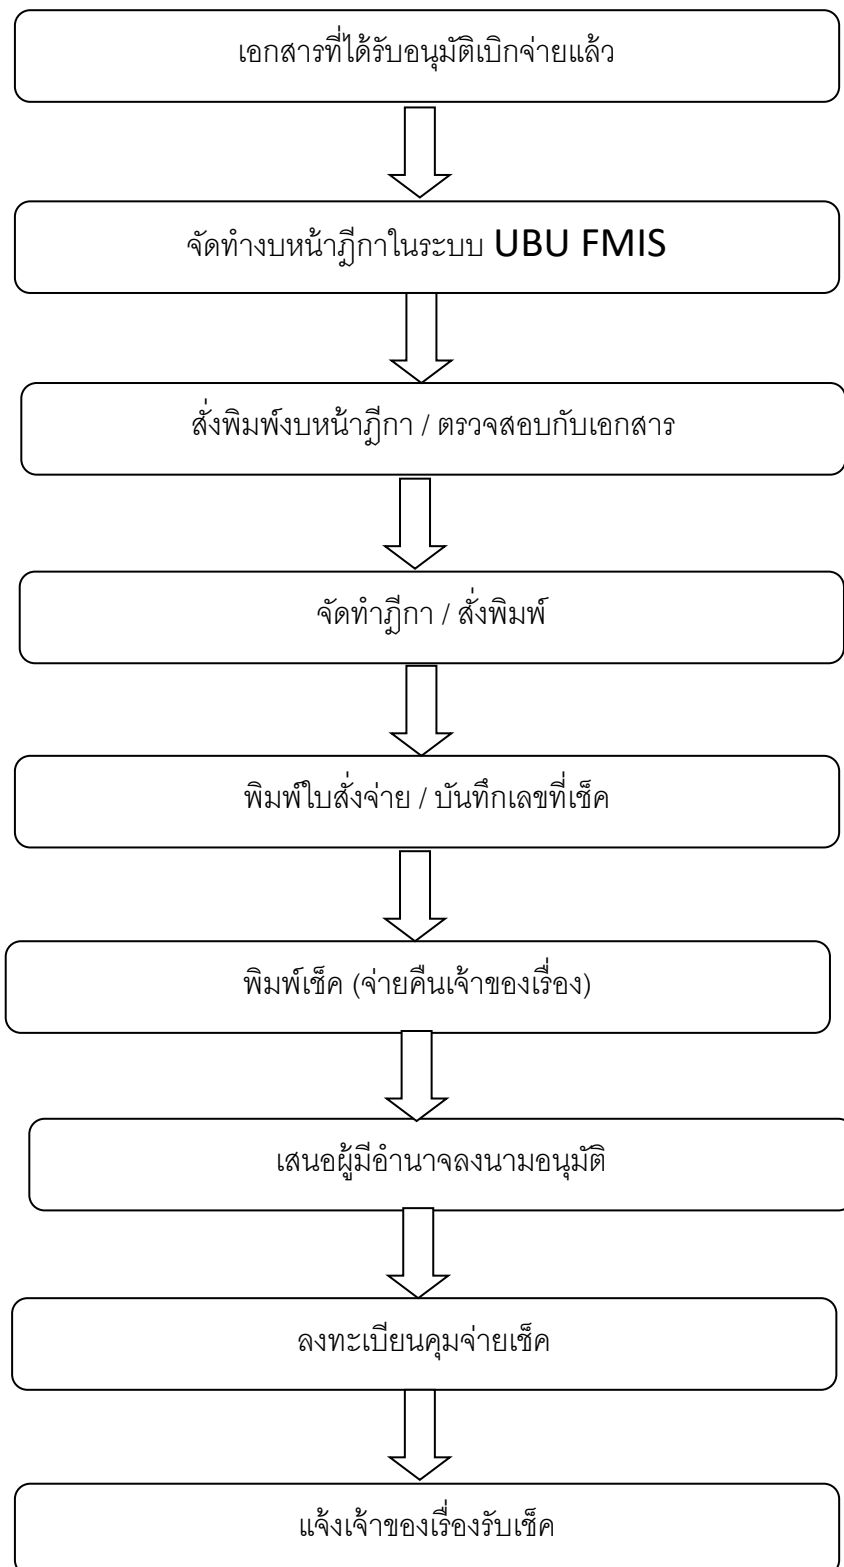 เอกสารที่ได้รับอนุมัติเบิกจ่ายแล้ว
จัดทำงบหน้าฎีกาในระบบ UBU FMIS
สั่งพิมพ์งบหน้าฎีกา / ตรวจสอบกับเอกสาร
จัดทำฎีกา / สั่งพิมพ์
พิมพ์ใบสั่งจ่าย / บันทึกเลขที่เช็ค
พิมพ์เช็ค (จ่ายคืนเจ้าของเรื่อง)
เสนอผู้มีอำนาจลงนามอนุมัติ
ลงทะเบียนคุมจ่ายเช็ค
แจ้งเจ้าของเรื่องรับเช็ค